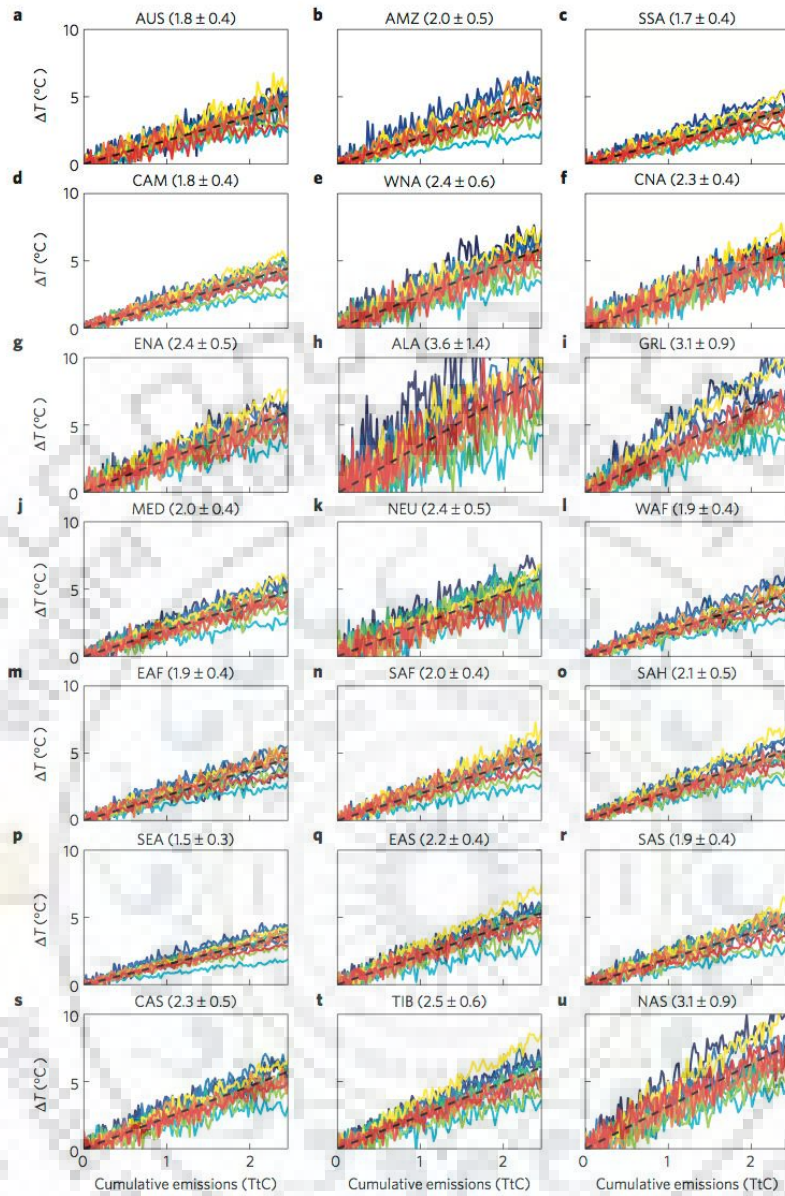 a AUS (1.8 ± 0.4) b AMZ (2.0 ± 0.5) c SSA (1.7 ± 0.4)
10
5
0
ΔT (°C)
d CAM (1.8 ± 0.4) e WNA (2.4 ± 0.6) f CNA (2.3 ± 0.4)
10
5
0
ΔT (°C)
g ENA (2.4 ± 0.5) h ALA (3.6 ± 1.4) i GRL (3.1 ± 0.9)
10
5
0
ΔT (°C)
j MED (2.0 ± 0.4) k NEU (2.4 ± 0.5) l WAF (1.9 ± 0.4)
10
5
0
ΔT (°C)
m EAF (1.9 ± 0.4) n SAF (2.0 ± 0.4) o SAH (2.1 ± 0.5)
10
5
0
ΔT (°C)
p SEA (1.5 ± 0.3) q EAS (2.2 ± 0.4) r SAS (1.9 ± 0.4)
10
5
0
ΔT (°C)
s CAS (2.3 ± 0.5) t TIB (2.5 ± 0.6) u NAS (3.1 ± 0.9)
10
5
0
ΔT (°C)
0 1 2 0 1 2 0 1 2
Cumulative emissions (TtC) Cumulative emissions (TtC) Cumulative emissions (TtC)